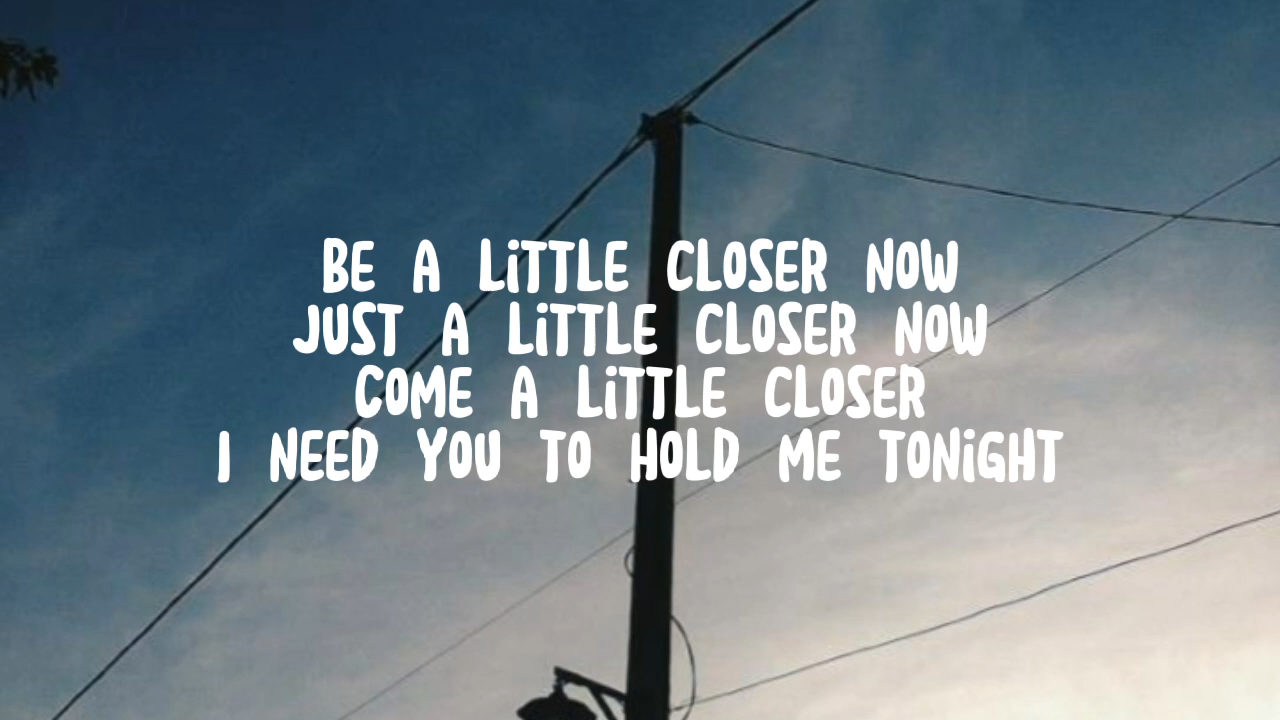 BE A LiTTLE CLOSER NOW
JUST A LiTTLE CLOSER NOW
COME A LiTTLE CLOSER
I NEED YOU TO HOLD ME TONiGHT